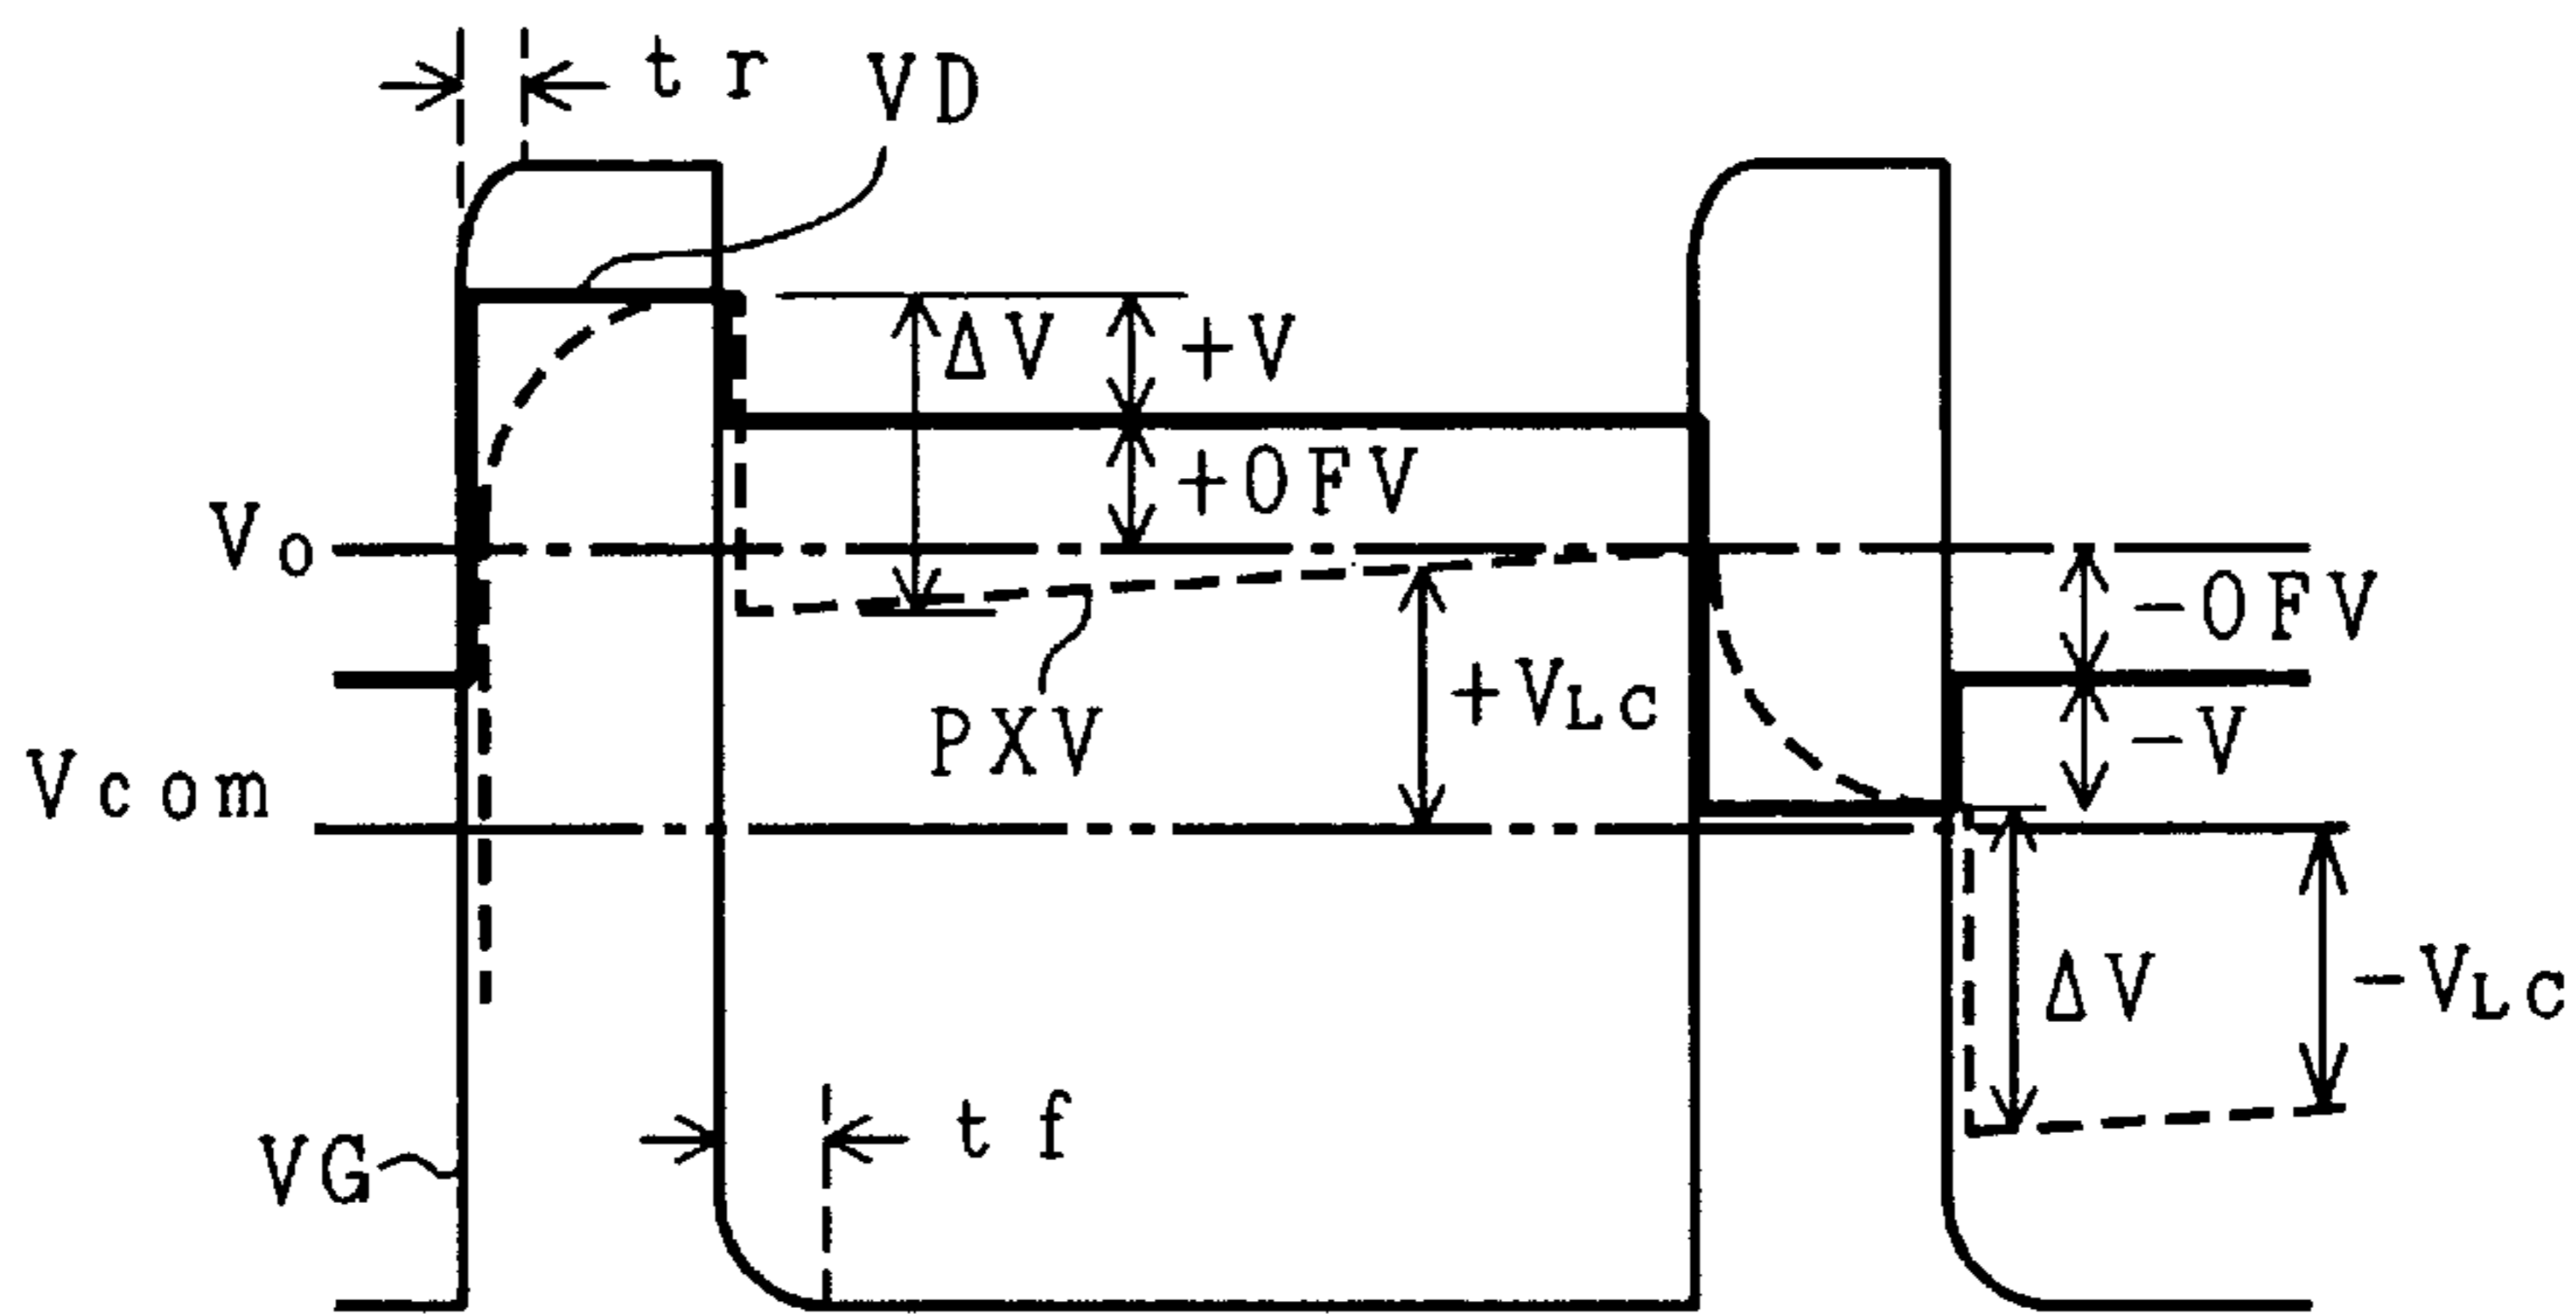 tr
VD
ΔV
+V
+OFV
Vo
-OFV
+VLC
-V
PXV
Vcom
ΔV
-VLC
tf
VG